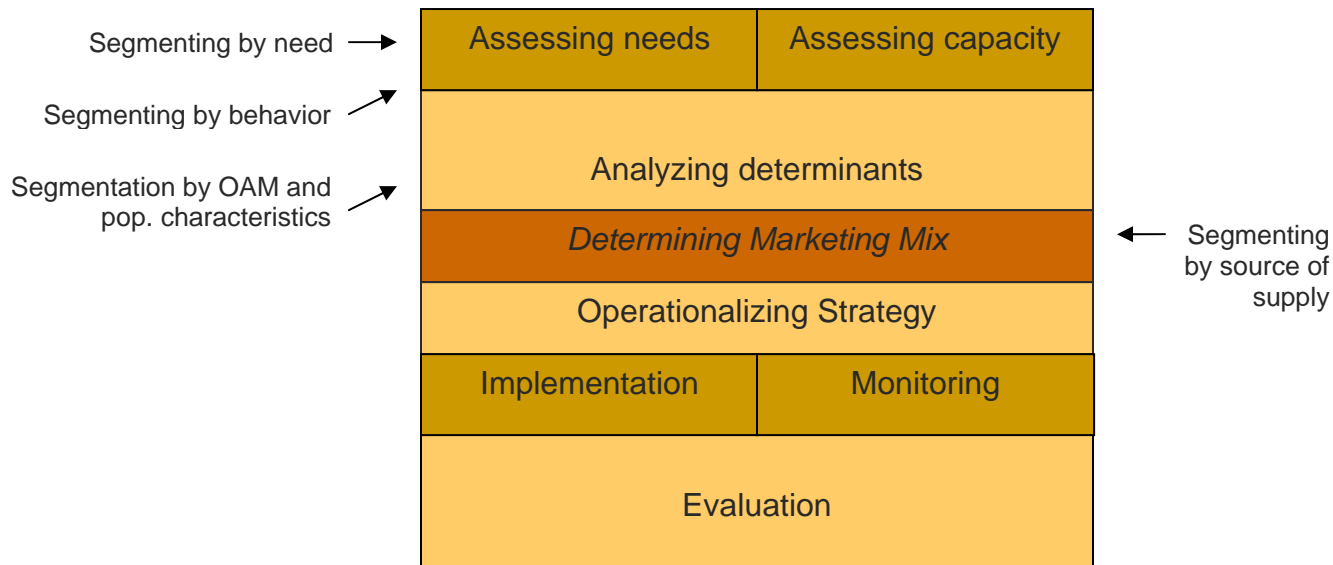 Segmenting by need
Assessing needs
Assessing capacity
Segmenting by behavior
Analyzing determinants
Segmentation by OAM and
pop. characteristics
Determining Marketing Mix
Segmenting
by source of
supply
Operationalizing Strategy
Implementation
Monitoring
Evaluation